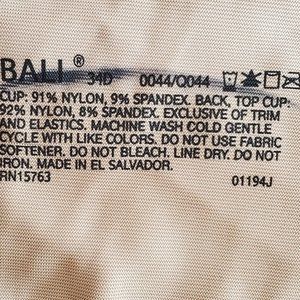 BALI ® 34D 0044/Q044
CUP: 91% NYLON, 9% SPANDEX. BACK, TOP CUP:
92% NYLON, 8% SPANDEX. EXCLUSIVE OF TRIM
AND ELASTICS. MACHINE WASH COLD GENTLE
CYCLE WITH LIKE COLORS. DO NOT USE FABRIC
SOFTENER. DO NOT BLEACH. LINE DRY. DO NOT
IRON. MADE IN EL SALVADOR.
RN15763 01194J